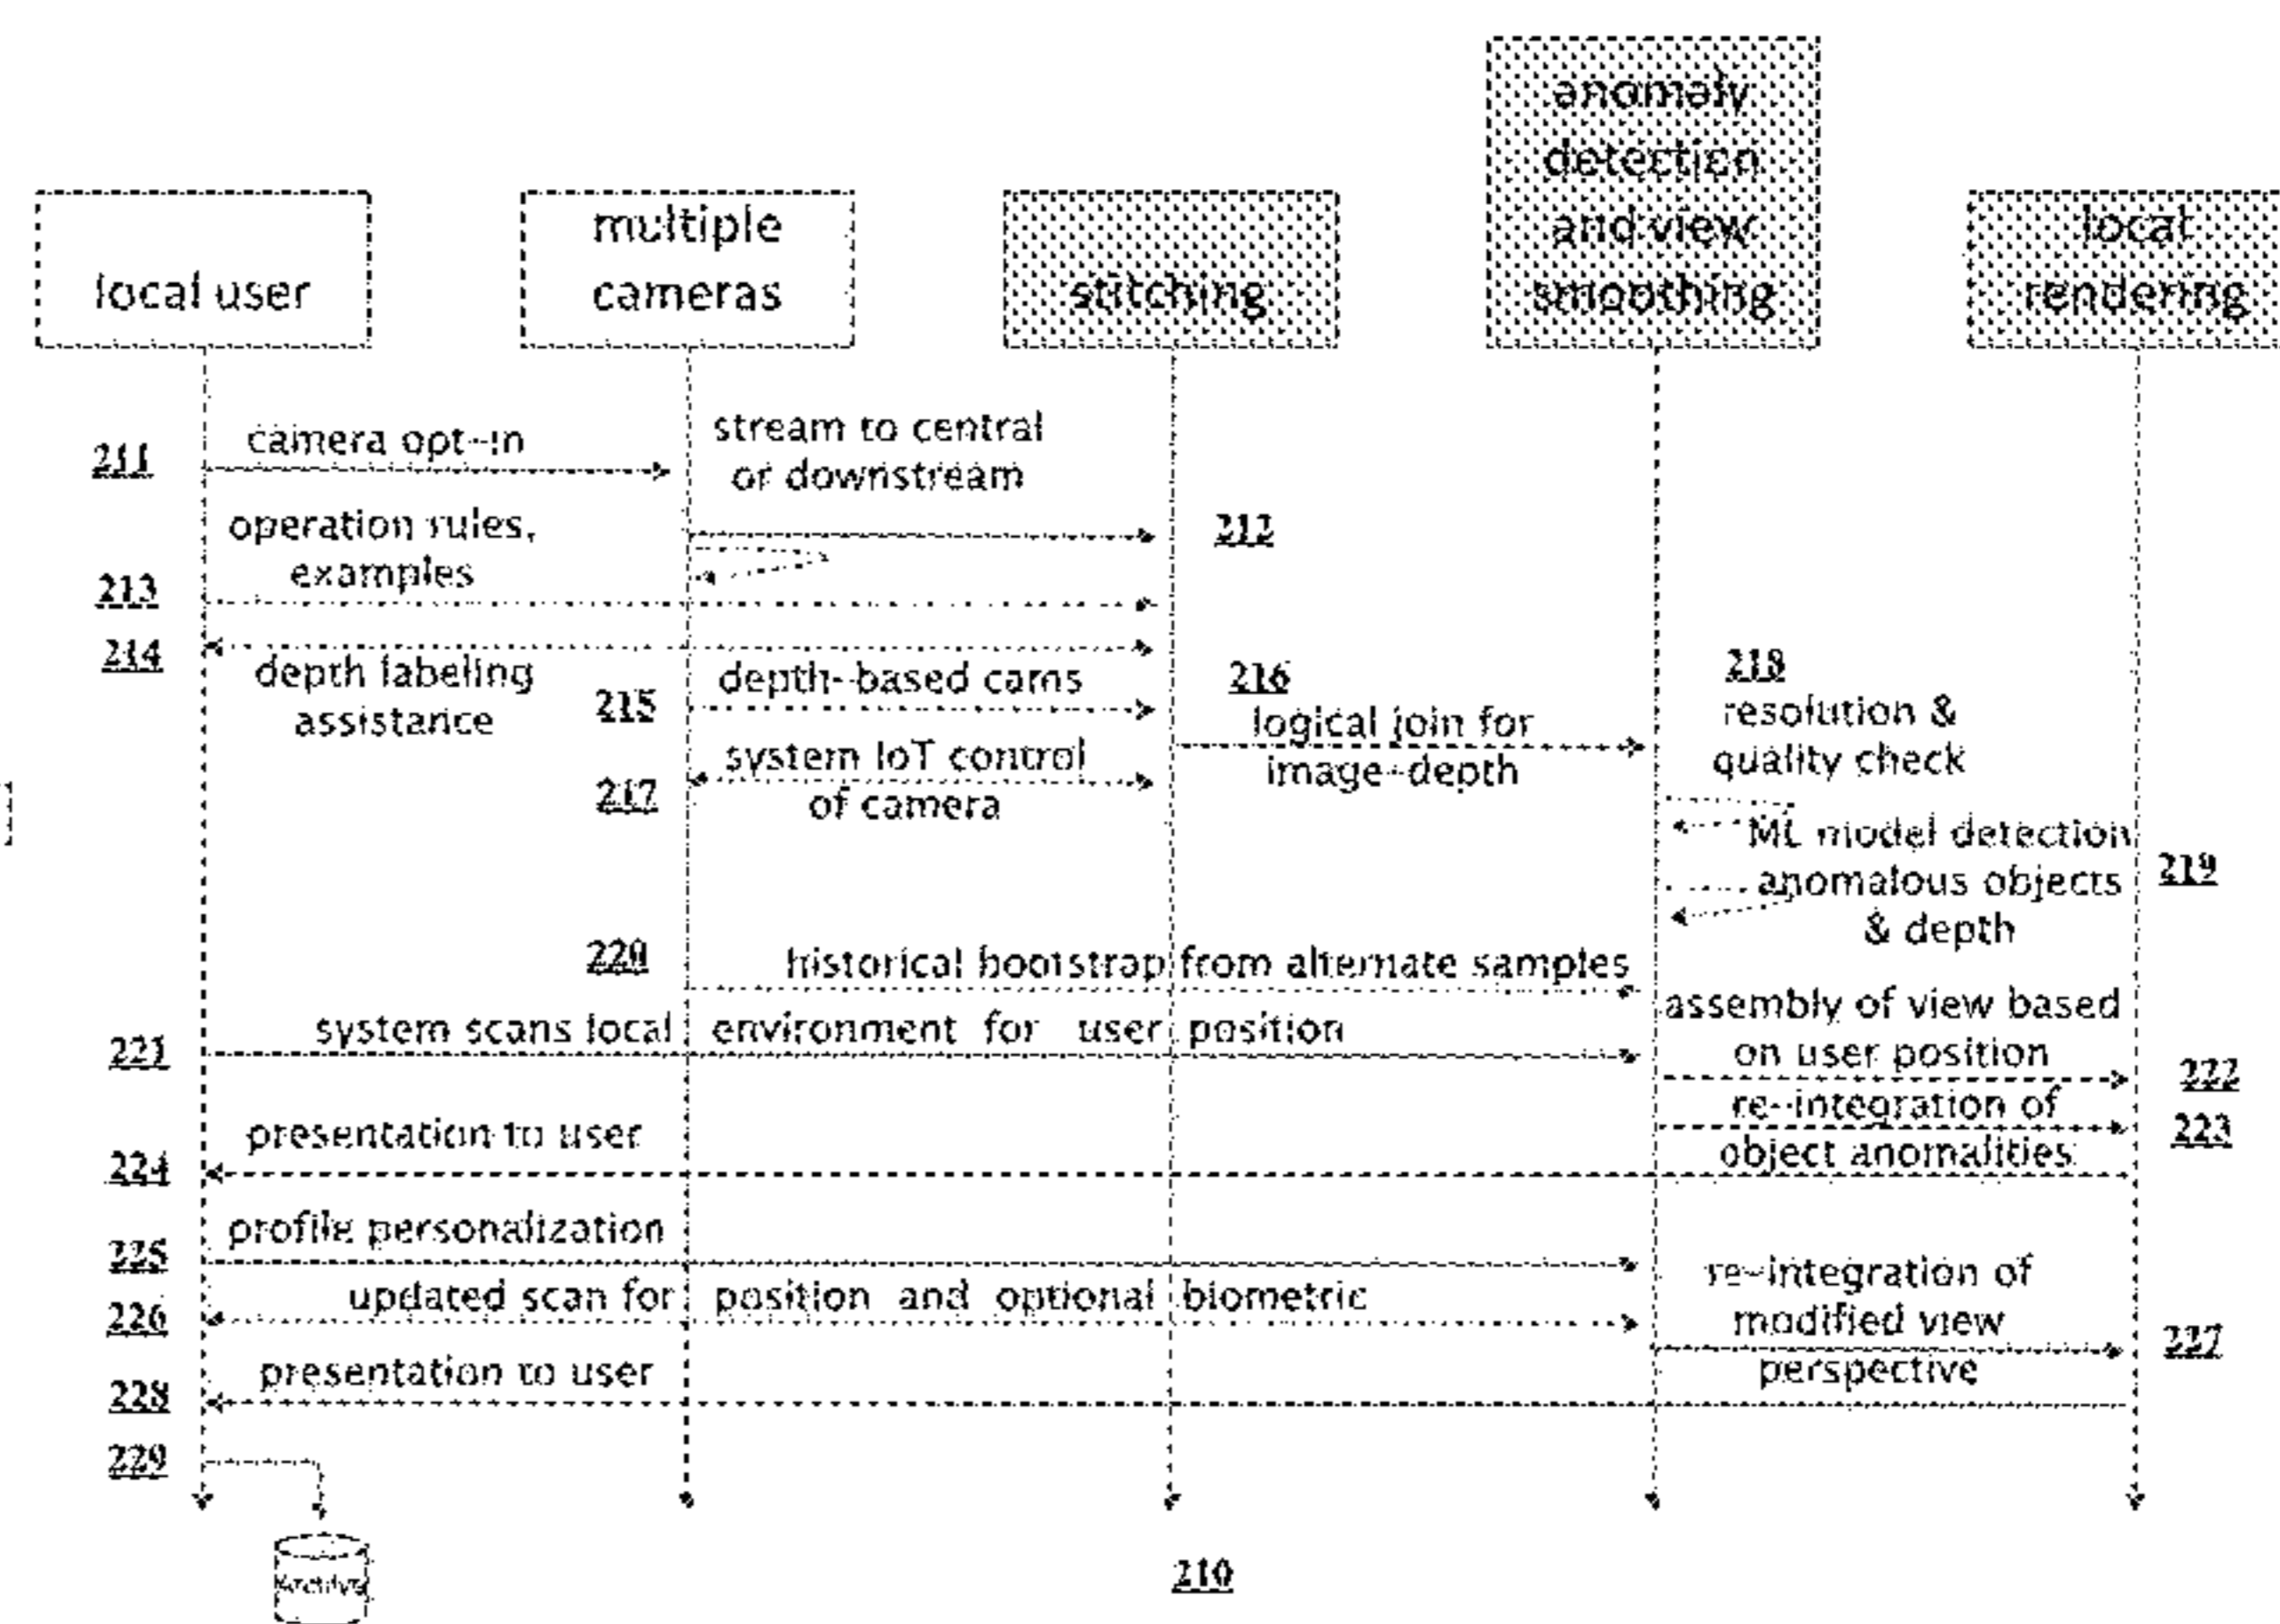 local user
multiple
cameras
stitching
anomaly
detection
and view
smoothing
local
rendering
211
camera opt-in
stream to central
or downstream
212
operation rules,
examples
213
214
depth labeling
assistance
215
depth-based cams
216
logical join for
image-depth
217
system IoT control
of camera
218
resolution &
quality check
ML model detection
anomalous objects
& depth
219
220
historical bootstrap from alternate samples
221
system scans local environment for user position
assembly of view based
on user position
222
re-integration of
object anomalities
223
presentation to user
224
profile personalization
225
updated scan for position and optional biometric
226
re-integration of
modified view
perspective
227
presentation to user
228
229
Archive
210